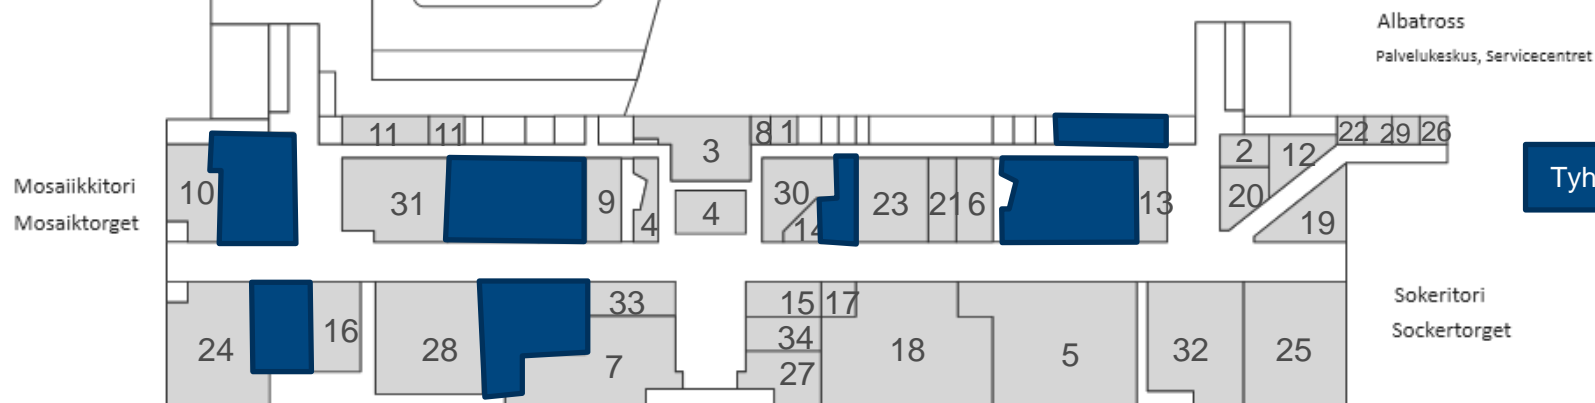 Albatross
Palvelukeskus, Servicecentret
11 11 3 8 1 22 29 26
2 12
Mosaiikkitori
Mosaiktorget
10 31 9 4 4 30 14 23 21 6 13 20 19
Tyh
Sokeritori
Sockertorget
33 15 17
24 16 28 7 34 27 18 5 32 25